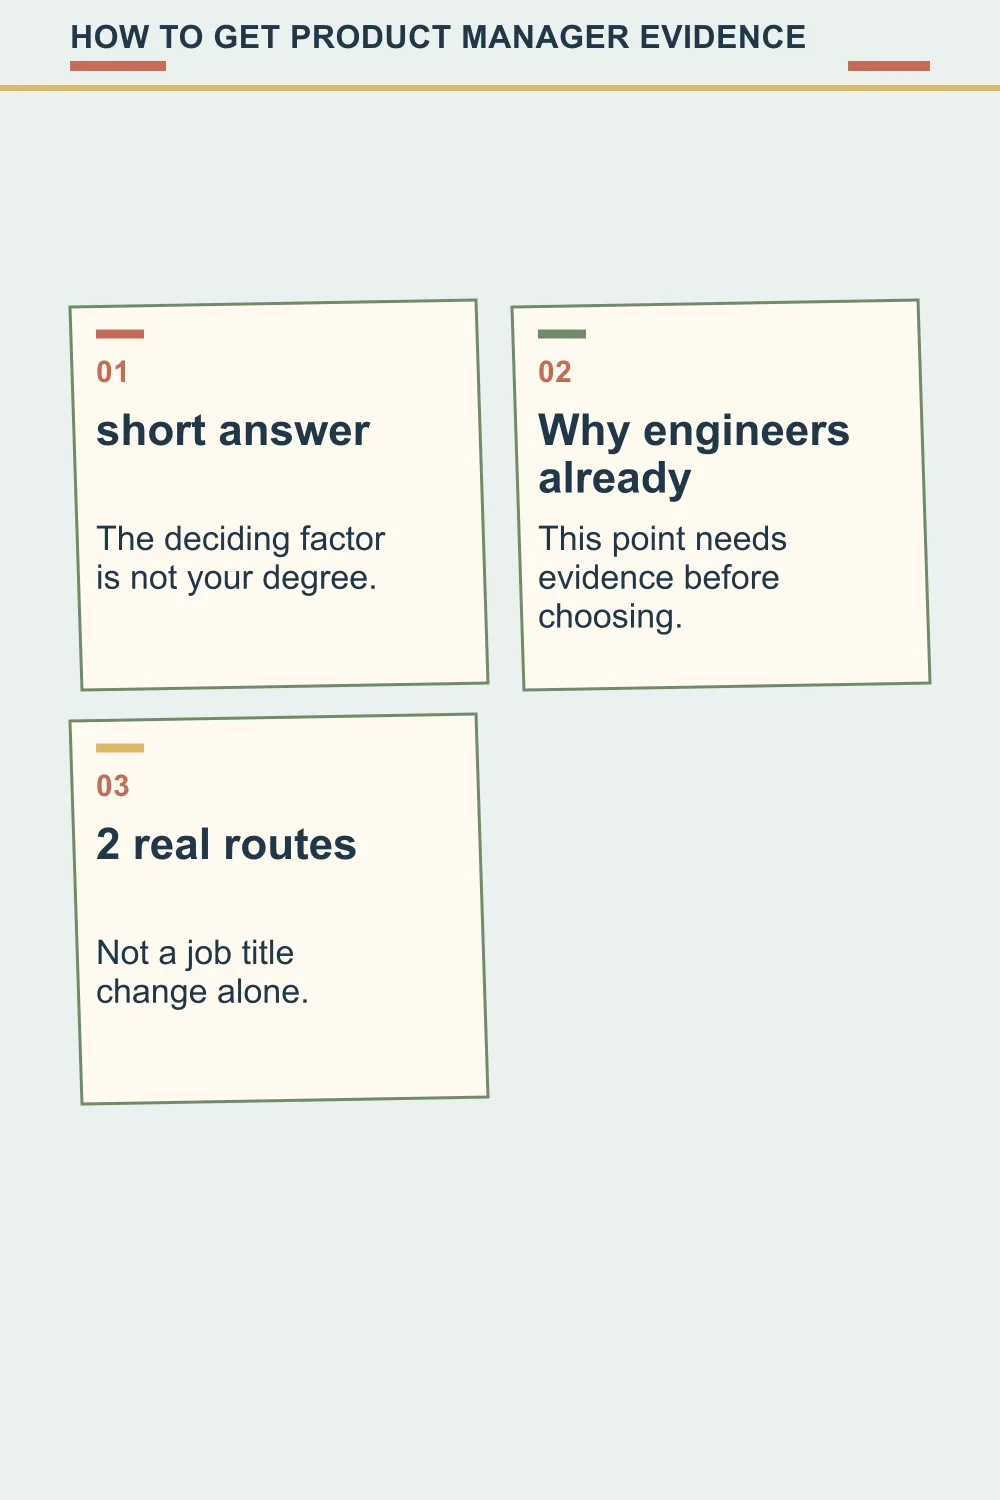 HOW TO GET PRODUCT MANAGER EVIDENCE
01
short answer
The deciding factor
is not your degree.
02
Why engineers
already
This point needs
evidence before
choosing.
03
2 real routes
Not a job title
change alone.